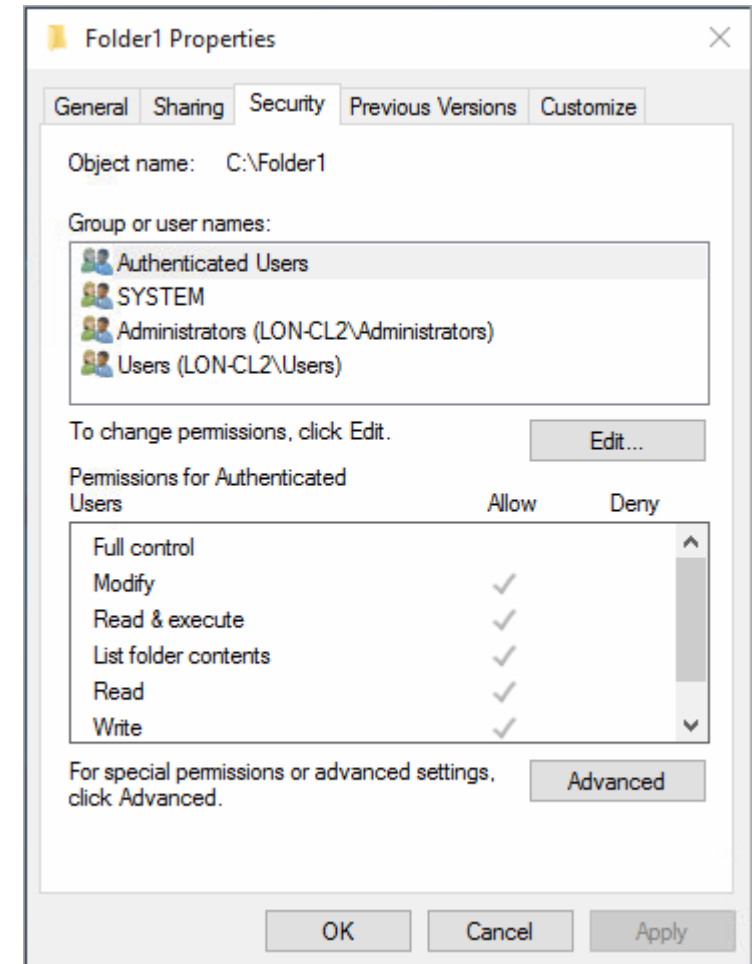 Folder1 Properties
General Sharing Security Previous Versions Customize
Object name: C:\Folder1
Group or user names:
Authenticated Users
SYSTEM
Administrators (LON-CL2\Administrators)
Users (LON-CL2\Users)
To change permissions, click Edit.
Edit...
Permissions for Authenticated
Users Allow Deny
Full control
Modify
Read & execute
List folder contents
Read
Write
For special permissions or advanced settings,
click Advanced.
Advanced
OK Cancel Apply